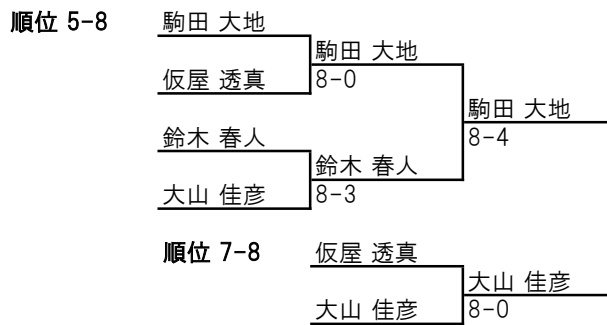 順位 5-8
駒田 大地
駒田 大地
仮屋 透真
8-0
駒田 大地
鈴木 春人
8-4
鈴木 春人
大山 佳彦
8-3
順位 7-8
仮屋 透真
大山 佳彦
大山 佳彦
8-0